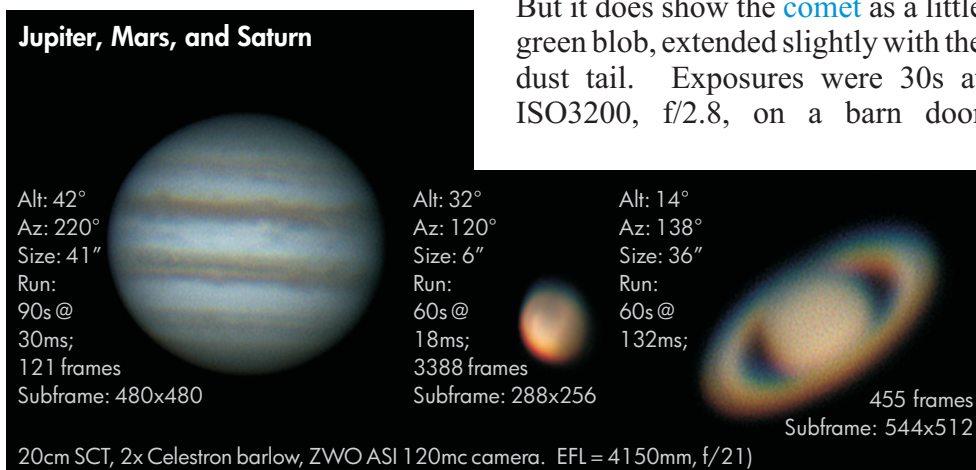 But it does show the comet as a little
green blob, extended slightly with the
dust tail. Exposures were 30s at
ISO3200, f/2.8, on a barn door
Jupiter, Mars, and Saturn
Alt: 42°
Az: 220°
Size: 41″
Run:
90s @
30ms;
121 frames
Subframe: 480x480
Alt: 32°
Az: 120°
Size: 6″
Run:
60s @
18ms;
3388 frames
Subframe: 288x256
Alt: 14°
Az: 138°
Size: 36″
Run:
60s @
132ms;
455 frames
Subframe: 544x512
20cm SCT, 2x Celestron barlow, ZWO ASI 120mc camera. EFL = 4150mm, f/21)